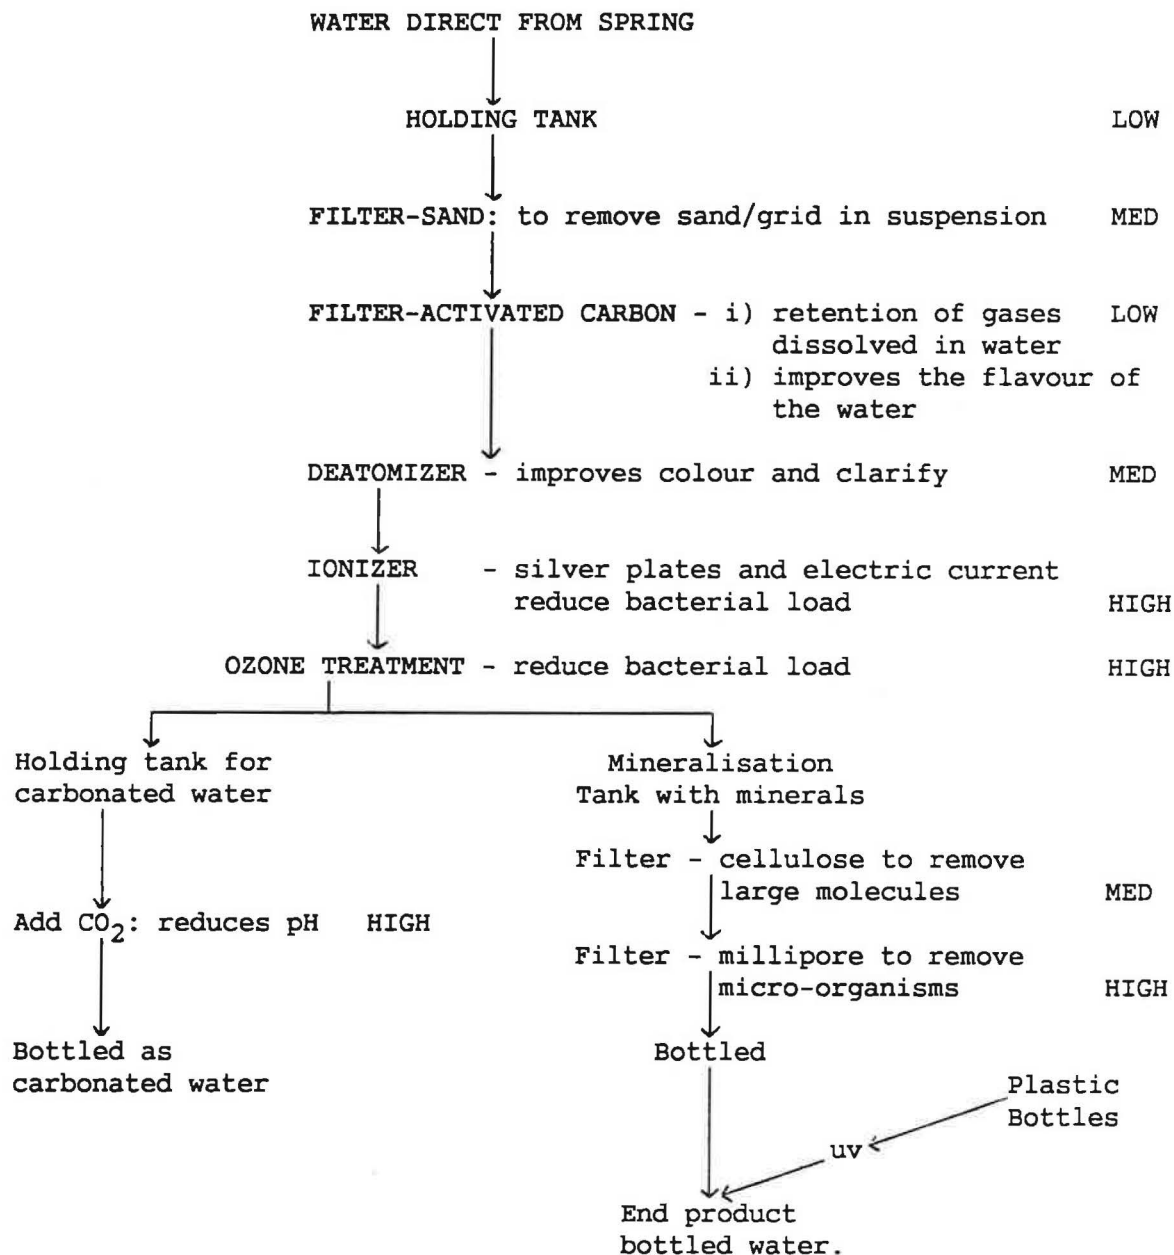 WATER DIRECT FROM SPRING
HOLDING TANK LOW
FILTER-SAND: to remove sand/grid in suspension MED
FILTER-ACTIVATED CARBON - i) retention of gases LOW
dissolved in water
ii) improves the flavour of
the water
DEATOMIZER - improves colour and clarify MED
IONIZER - silver plates and electric current
reduce bacterial load HIGH
OZONE TREATMENT - reduce bacterial load HIGH
Holding tank for
carbonated water
Add CO2: reduces pH HIGH
Bottled as
carbonated water
Mineralisation
Tank with minerals
Filter - cellulose to remove
large molecules MED
Filter - millipore to remove
micro-organisms HIGH
Bottled
Plastic
Bottles
uv
End product
bottled water.